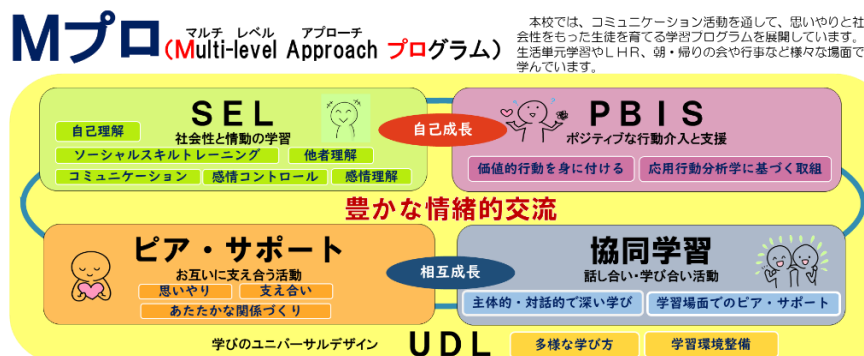 Mプロ
マルチ レベル アプローチ
(Multi-level Approach プログラム)
本校では、コミュニケーション活動を通して、思いやりと社
会性をもった生徒を育てる学習プログラムを展開しています。
生活単元学習やLHR、朝・帰りの会や行事など様々な場面で
学んでいます。
SEL
社会性と情動の学習
自己理解
ソーシャルスキルトレーニング
他者理解
コミュニケーション
感情コントロール
感情理解
自己成長
PBIS
ポジティブな行動介入と支援
価値的行動を身に付ける
応用行動分析学に基づく取組
豊かな情緒的交流
ピア・サポート
お互いに支え合う活動
思いやり
支え合い
あたたかな関係づくり
相互成長
協同学習
話し合い・学び合い活動
主体的・対話的で深い学び
学習場面でのピア・サポート
学びのユニバーサルデザイン
UDL
多様な学び方
学習環境整備